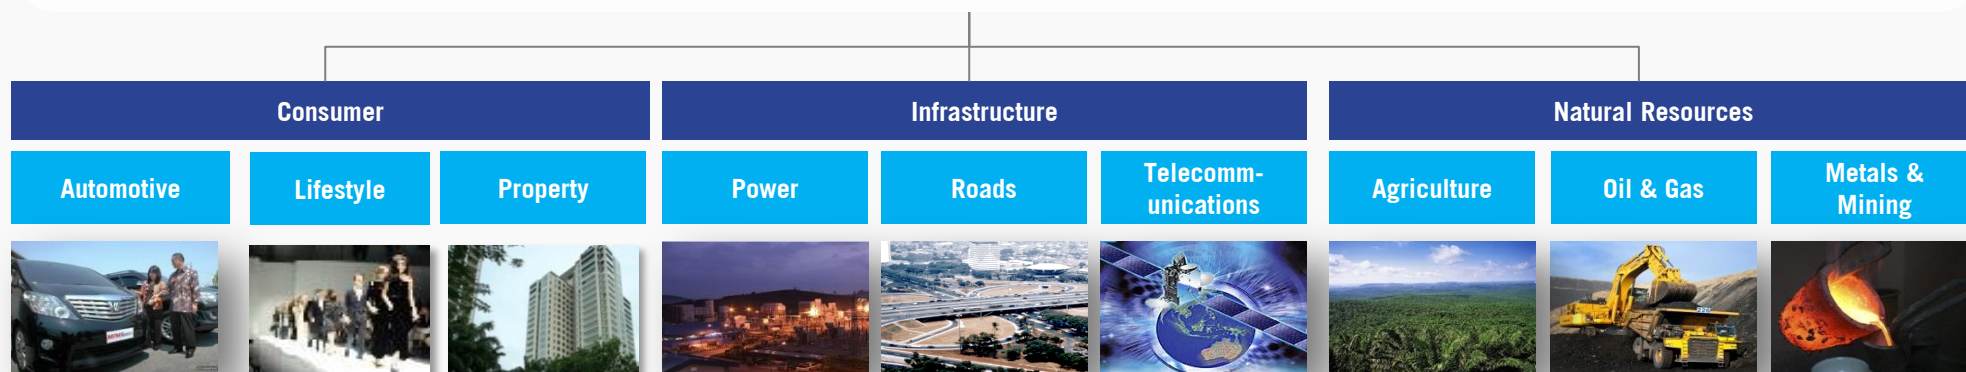 Consumer
Infrastructure
Natural Resources
Automotive
Lifestyle
Property
Power
Roads
Telecomm-
unications
Agriculture
Oil & Gas
Metals &
Mining